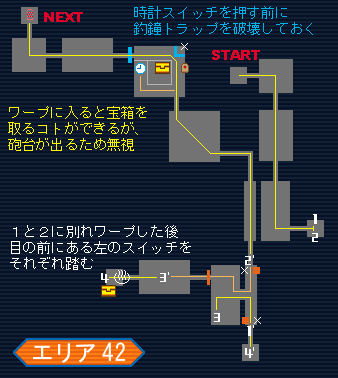 NEXT
時計スイッチを押す前に
釣鐘トラップを破壊しておく
START
ワープに入ると宝箱を
取るコトができるが、
砲台が出るため無視
1
2
１と２に別れワープした後
目の前にある左のスイッチを
それぞれ踏む
2'
4
3'
3
1'
4'
エリア 42